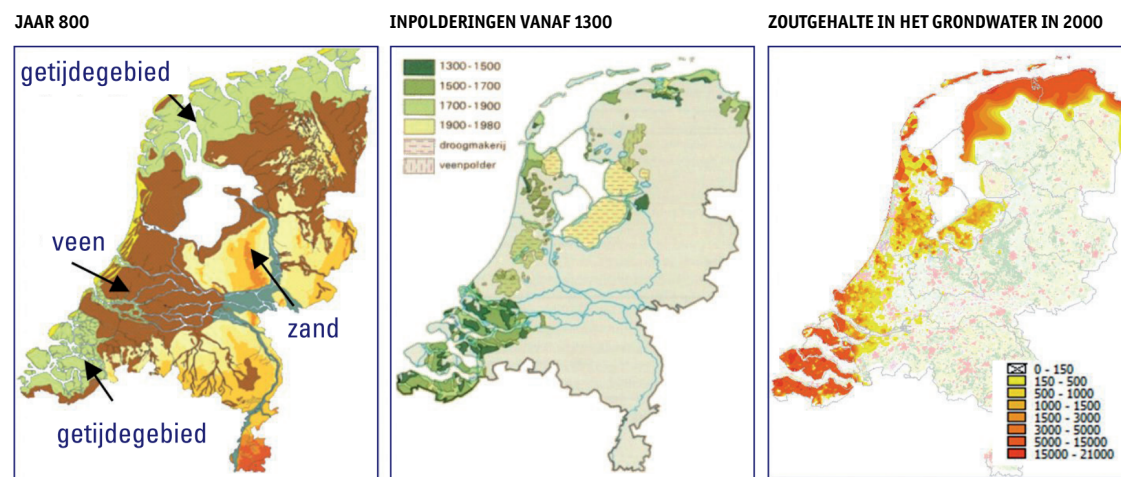 JAAR 800
getijdegebied
veen
zand
getijdegebied
INPOLDERINGEN VANAF 1300
1300 - 1500
1500 - 1700
1700 - 1900
1900 - 1980
droogmakerij
veenpolder
ZOUTGEHALTE IN HET GRONDWATER IN 2000
0 - 150
150 - 500
500 - 1000
1000 - 1500
1500 - 3000
3000 - 5000
5000 - 15000
15000 - 21000